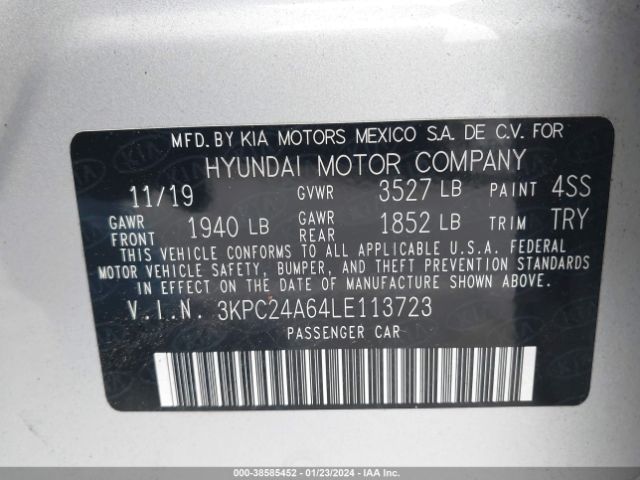 MFD. BY KIA MOTORS MEXICO S.A. DE C.V. FOR
HYUNDAI MOTOR COMPANY
11/19 GVWR 3527 LB PAINT 4SS
GAWR FRONT 1940 LB GAWR REAR 1852 LB TRIM TRY
THIS VEHICLE CONFORMS TO ALL APPLICABLE U.S.A. FEDERAL
MOTOR VEHICLE SAFETY, BUMPER, AND THEFT PREVENTION STANDARDS
IN EFFECT ON THE DATE OF MANUFACTURE SHOWN ABOVE.
V.I.N. 3KPC24A64LE113723
PASSENGER CAR
000-38585452 - 01/23/2024 - IAA Inc.